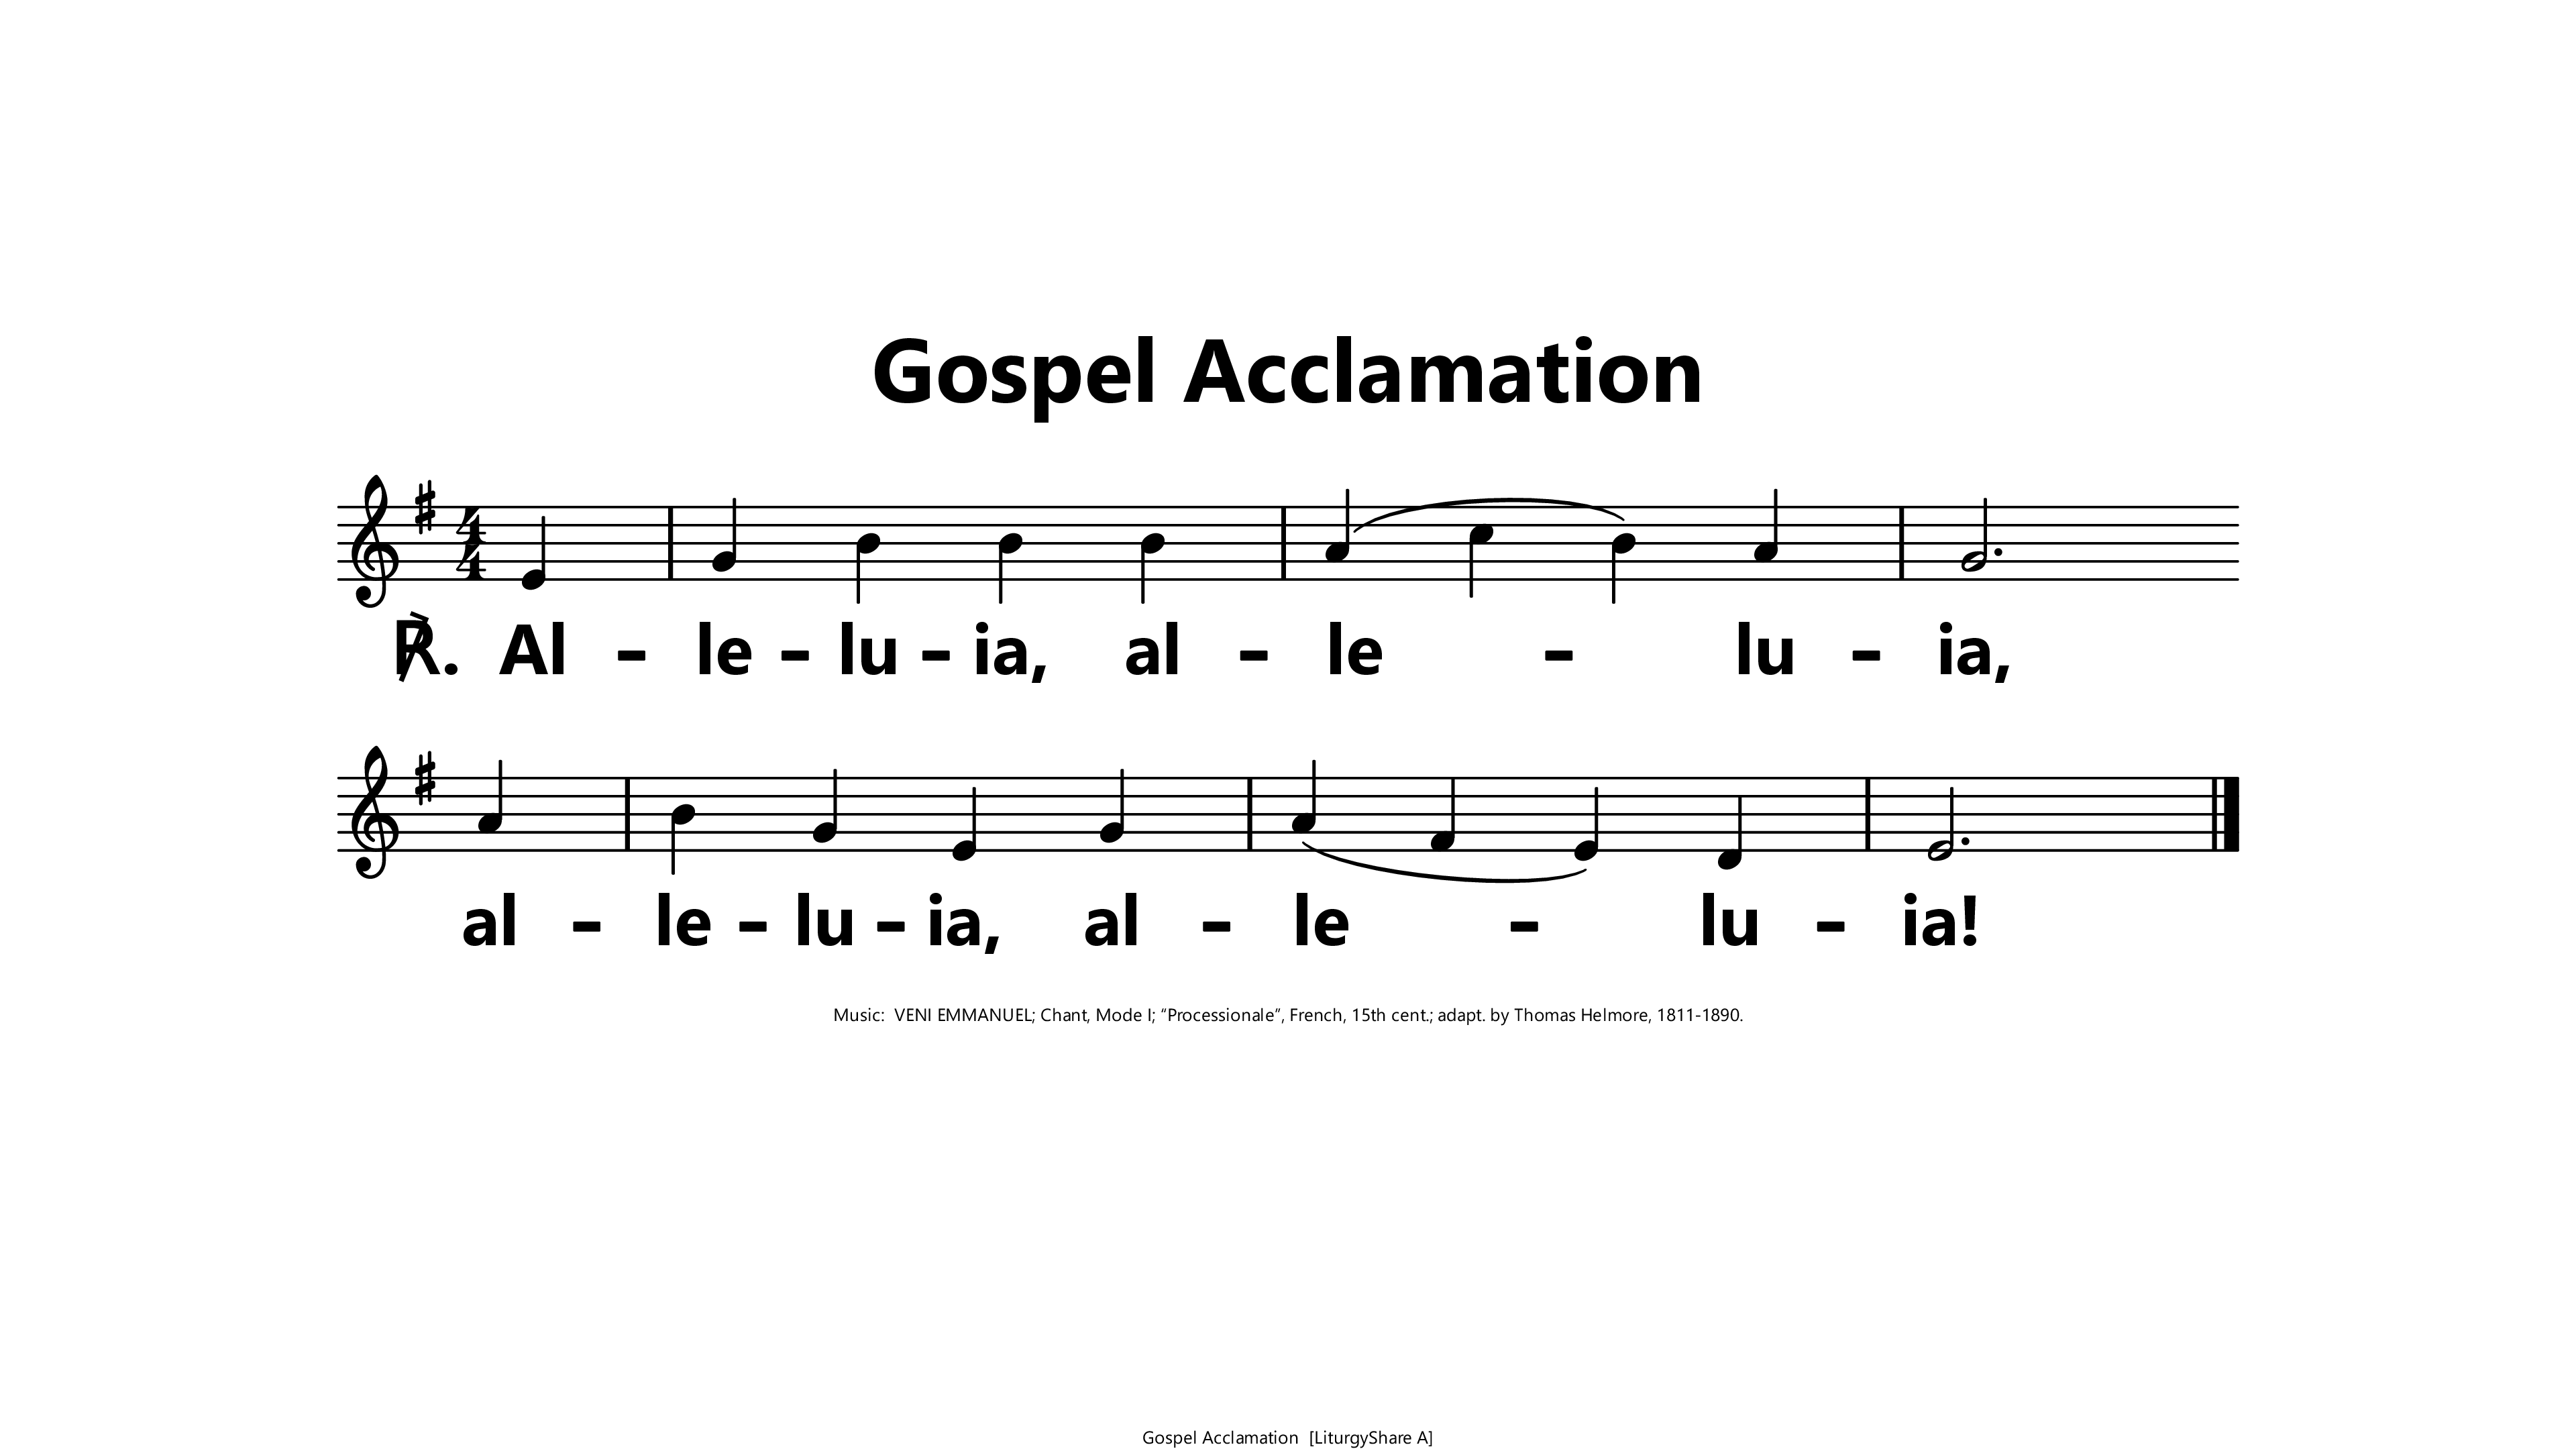 Gospel Acclamation
℟. Al – le – lu – ia, al – le – lu – ia,
al – le – lu – ia, al – le – lu – ia!
Music: VENI EMMANUEL; Chant, Mode I; “Processionale”, French, 15th cent.; adapt. by Thomas Helmore, 1811-1890.
Gospel Acclamation [LiturgyShare A]